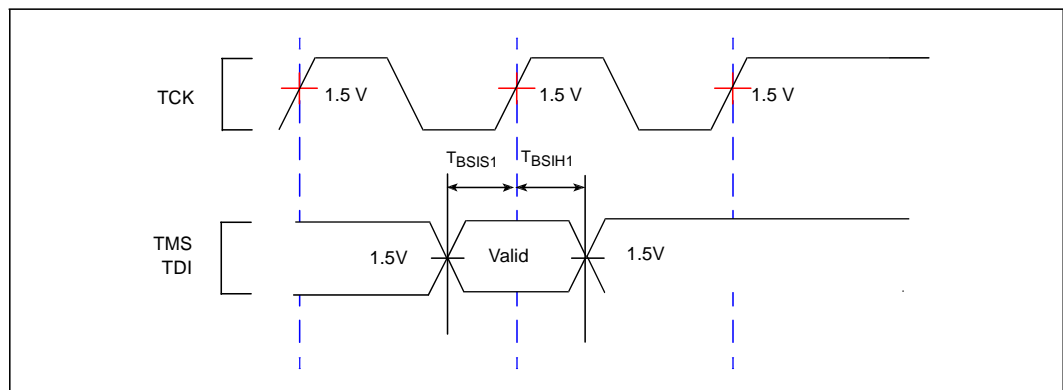 TCK
1.5 V
1.5 V
1.5 V
TBSIS1
TBSIH1
TMS
TDI
1.5V
Valid
1.5V